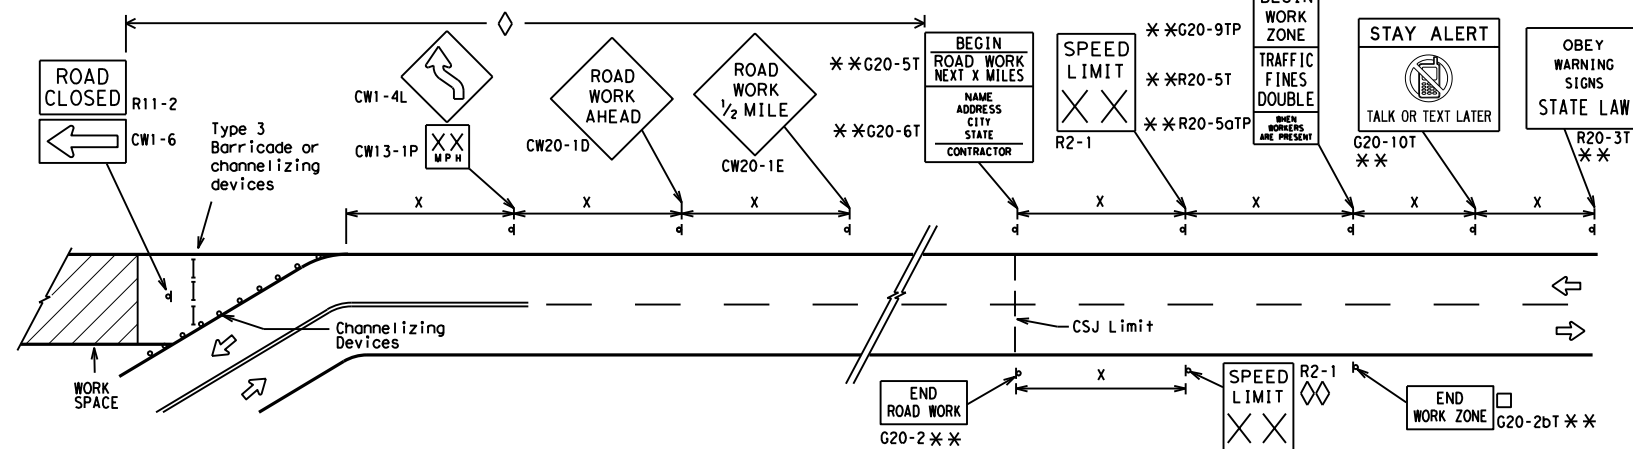 ROAD
CLOSED
R11-2
CW1-6
Type 3
Barricade or
channelizing
devices
CW1-4L
XX
MPH
CW13-1P
ROAD
WORK
AHEAD
CW20-1D
ROAD
WORK
1/2 MILE
CW20-1E
* * G20-5T
BEGIN
ROAD WORK
NEXT X MILES
* * G20-6T
NAME
ADDRESS
CITY
STATE
CONTRACTOR
SPEED
LIMIT
X X
R2-1
* * G20-9TP
BEGIN
WORK
ZONE
* * R20-5T
TRAFFIC
FINES
DOUBLE
* * R20-5aTP
WHEN
WORKERS
ARE PRESENT
STAY ALERT
TALK OR TEXT LATER
G20-10T
* *
OBEY
WARNING
SIGNS
STATE LAW
R20-3T
* *
X
X
X
X
X
X
X
Channelizing
Devices
WORK
SPACE
CSJ Limit
END
ROAD WORK
G20-2 * *
X
SPEED
LIMIT
X X
R2-1
END
WORK ZONE
G20-2bT * *